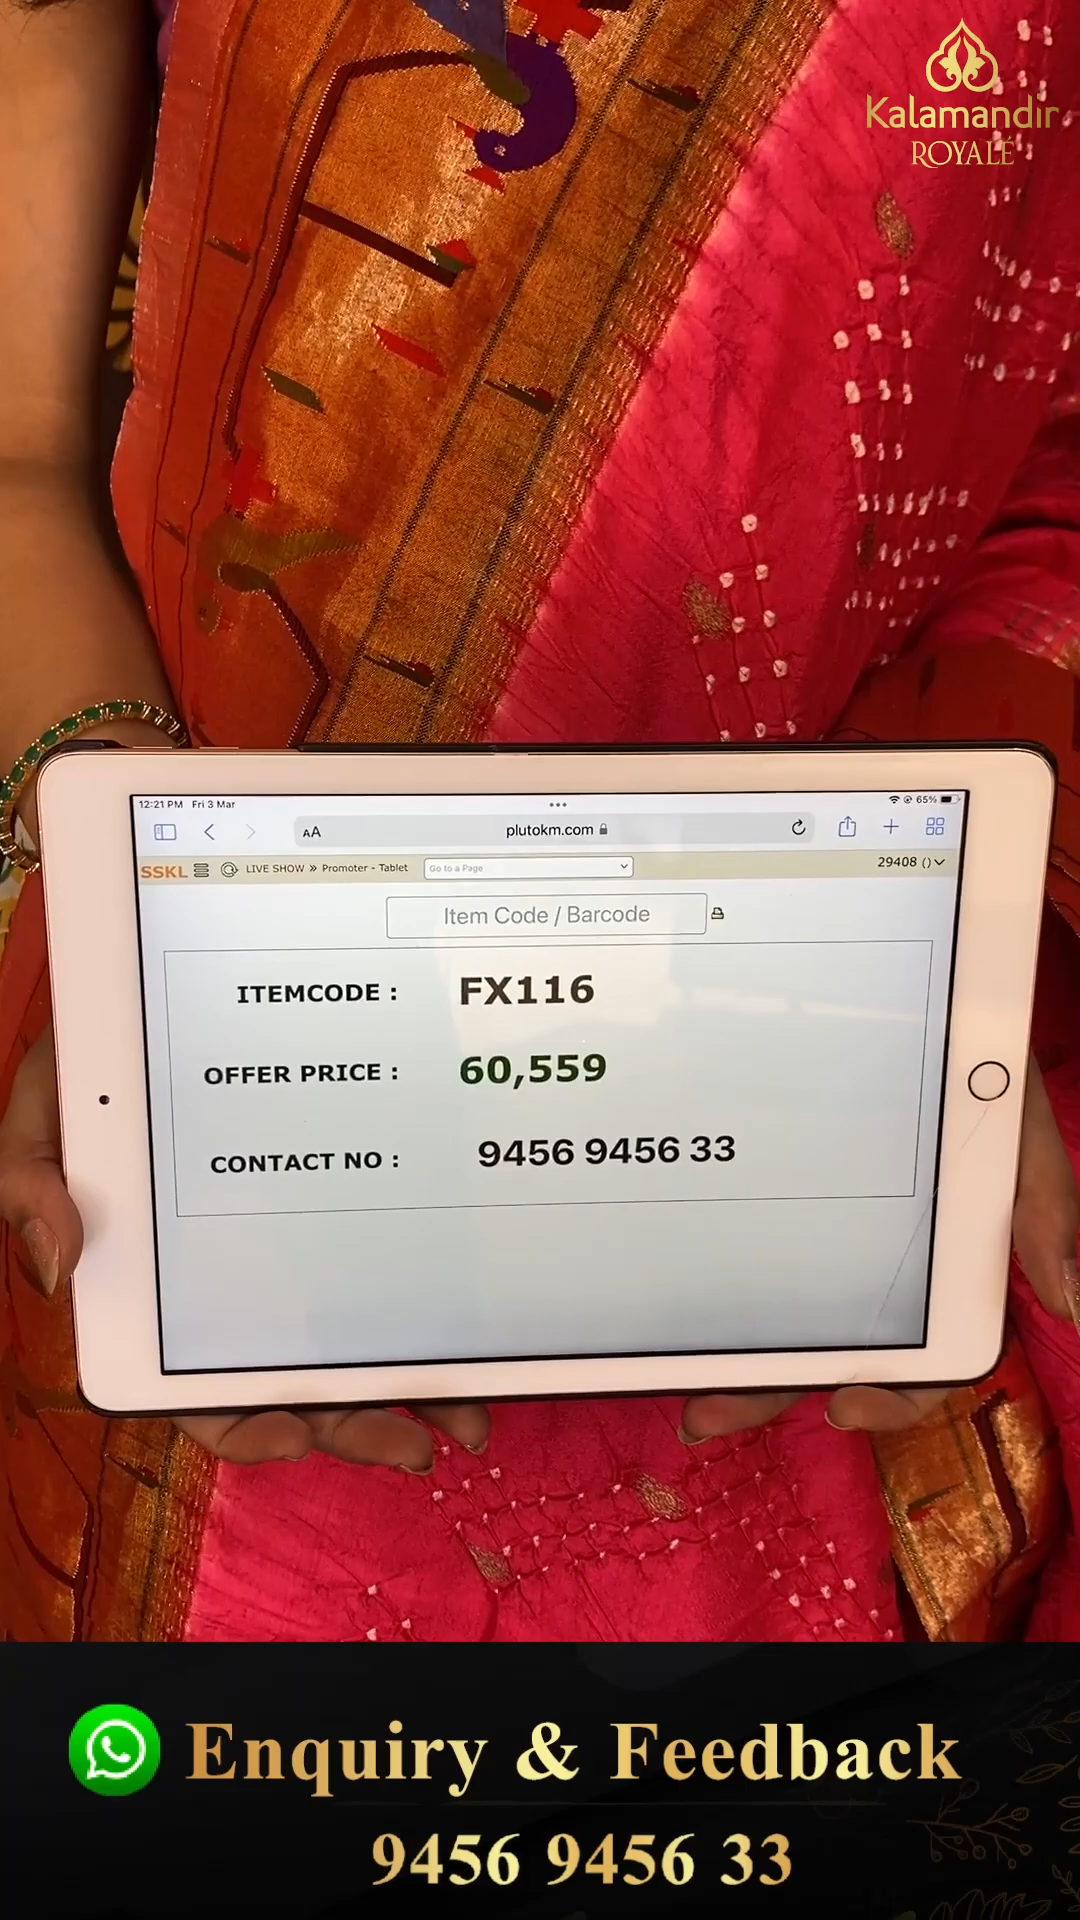 Kalamandir
ROYALE
12:21 PM Fri 3 Mar
65%
AA
plutokm.com
SSKL
LIVE SHOW » Promoter - Tablet
Go to a Page
29408 ()
Item Code / Barcode
ITEMCODE : FX116
OFFER PRICE : 60,559
CONTACT NO : 9456 9456 33
Enquiry & Feedback
9456 9456 33